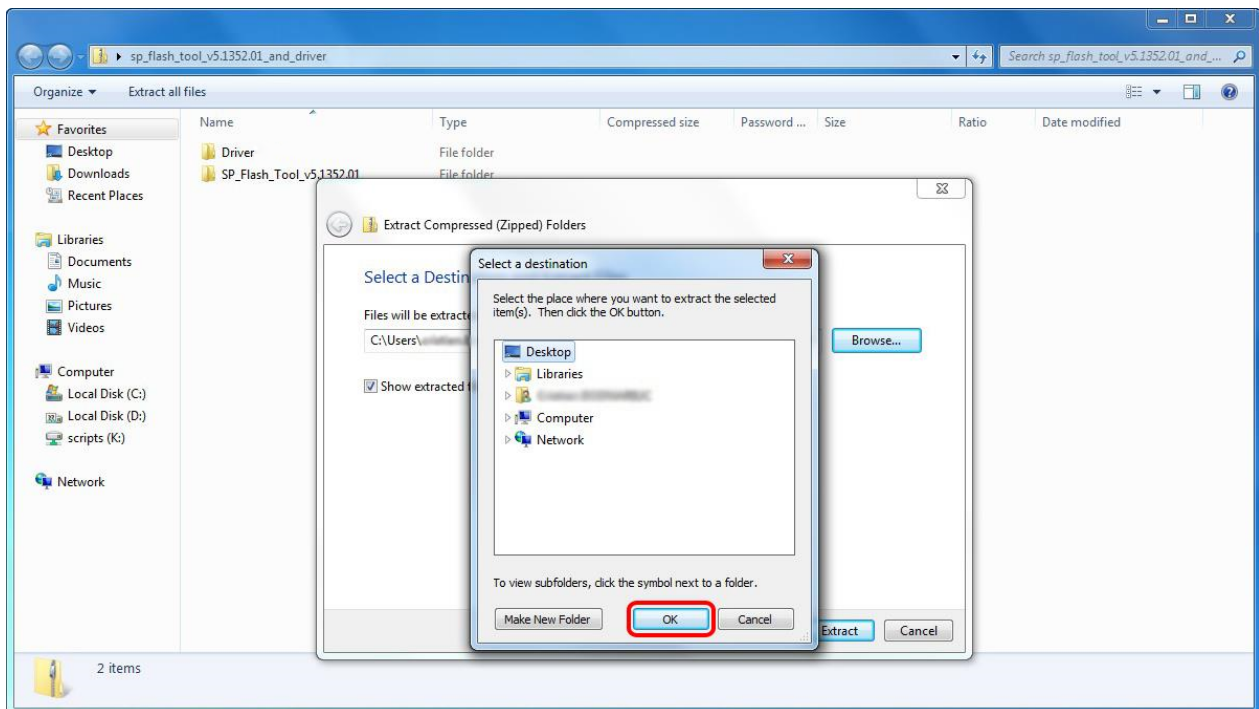 sp_flash_tool_v5.1352.01_and_driver
Search sp_flash_tool_v5.1352.01_and_...
Organize
Extract all files
Name Type Compressed size Password ... Size Ratio Date modified
Favorites
Desktop
Downloads
Recent Places
Libraries
Documents
Music
Pictures
Videos
Computer
Local Disk (C:)
Local Disk (D:)
scripts (K:)
Network
Driver File folder
SP_Flash_Tool_v5.1352.01 File folder
Extract Compressed (Zipped) Folders
Select a Destin
Files will be extracte
C:\Users\
Browse...
Show extracted
Select a destination
Select the place where you want to extract the selected
item(s). Then click the OK button.
Desktop
Libraries
Computer
Network
To view subfolders, click the symbol next to a folder.
Make New Folder OK Cancel
Extract Cancel
2 items